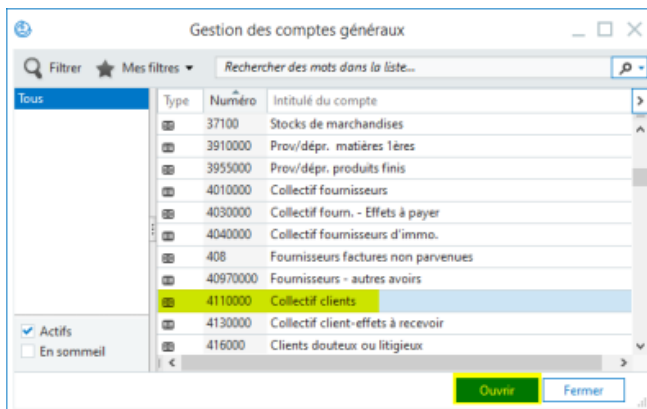 Gestion des comptes généraux
Filtrer Mes filtres Rechercher des mots dans la liste...
Tous
Type Numéro Intitulé du compte
37100 Stocks de marchandises
3910000 Prov/dépr. matières 1ères
3955000 Prov/dépr. produits finis
4010000 Collectif fournisseurs
4030000 Collectif fourn. - Effets à payer
4040000 Collectif fournisseurs d'immo.
408 Fournisseurs factures non parvenues
40970000 Fournisseurs - autres avoirs
4110000 Collectif clients
4130000 Collectif client-effets à recevoir
416000 Clients douteux ou litigieux
Actifs
En sommeil
Ouvrir Fermer